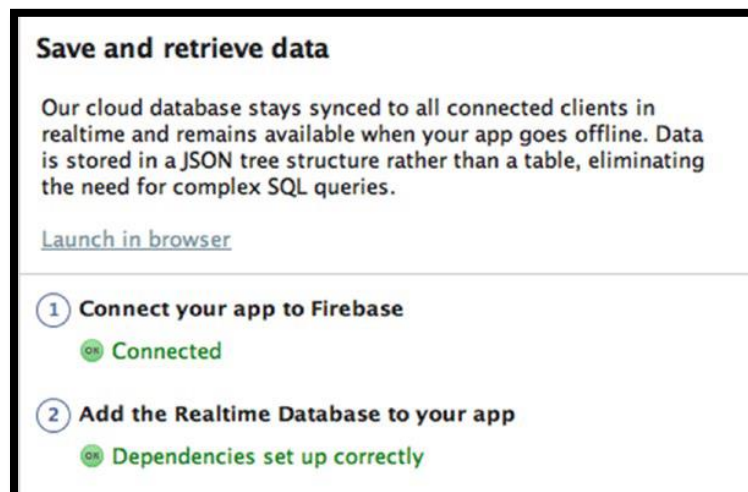 Save and retrieve data
Our cloud database stays synced to all connected clients in
realtime and remains available when your app goes offline. Data
is stored in a JSON tree structure rather than a table, eliminating
the need for complex SQL queries.
Launch in browser
1 Connect your app to Firebase
OK Connected
2 Add the Realtime Database to your app
OK Dependencies set up correctly